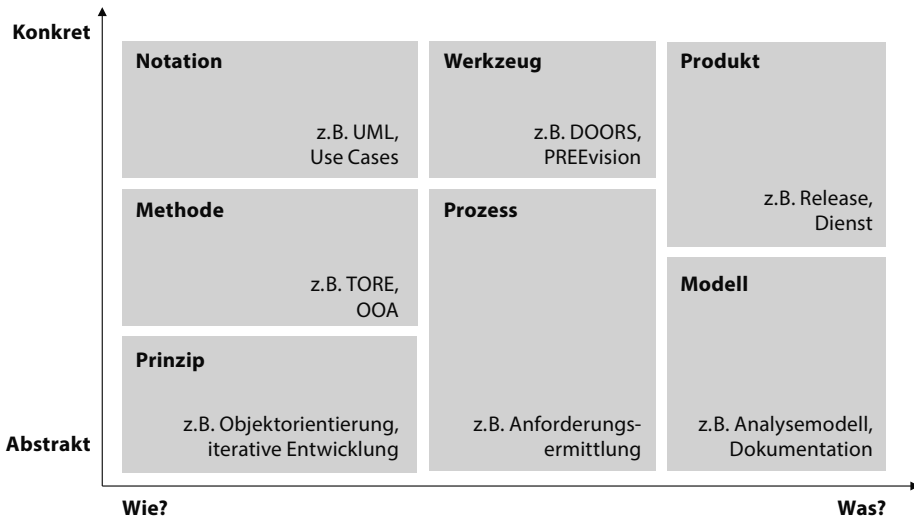 Konkret
Notation
z.B. UML,
Use Cases
Werkzeug
z.B. DOORS,
PREEvision
Produkt
z.B. Release,
Dienst
Methode
z.B. TORE,
OOA
Prozess
z.B. Anforderungs-
ermittlung
Modell
z.B. Analysemodell,
Dokumentation
Prinzip
z.B. Objektorientierung,
iterative Entwicklung
Abstrakt
Wie?
Was?